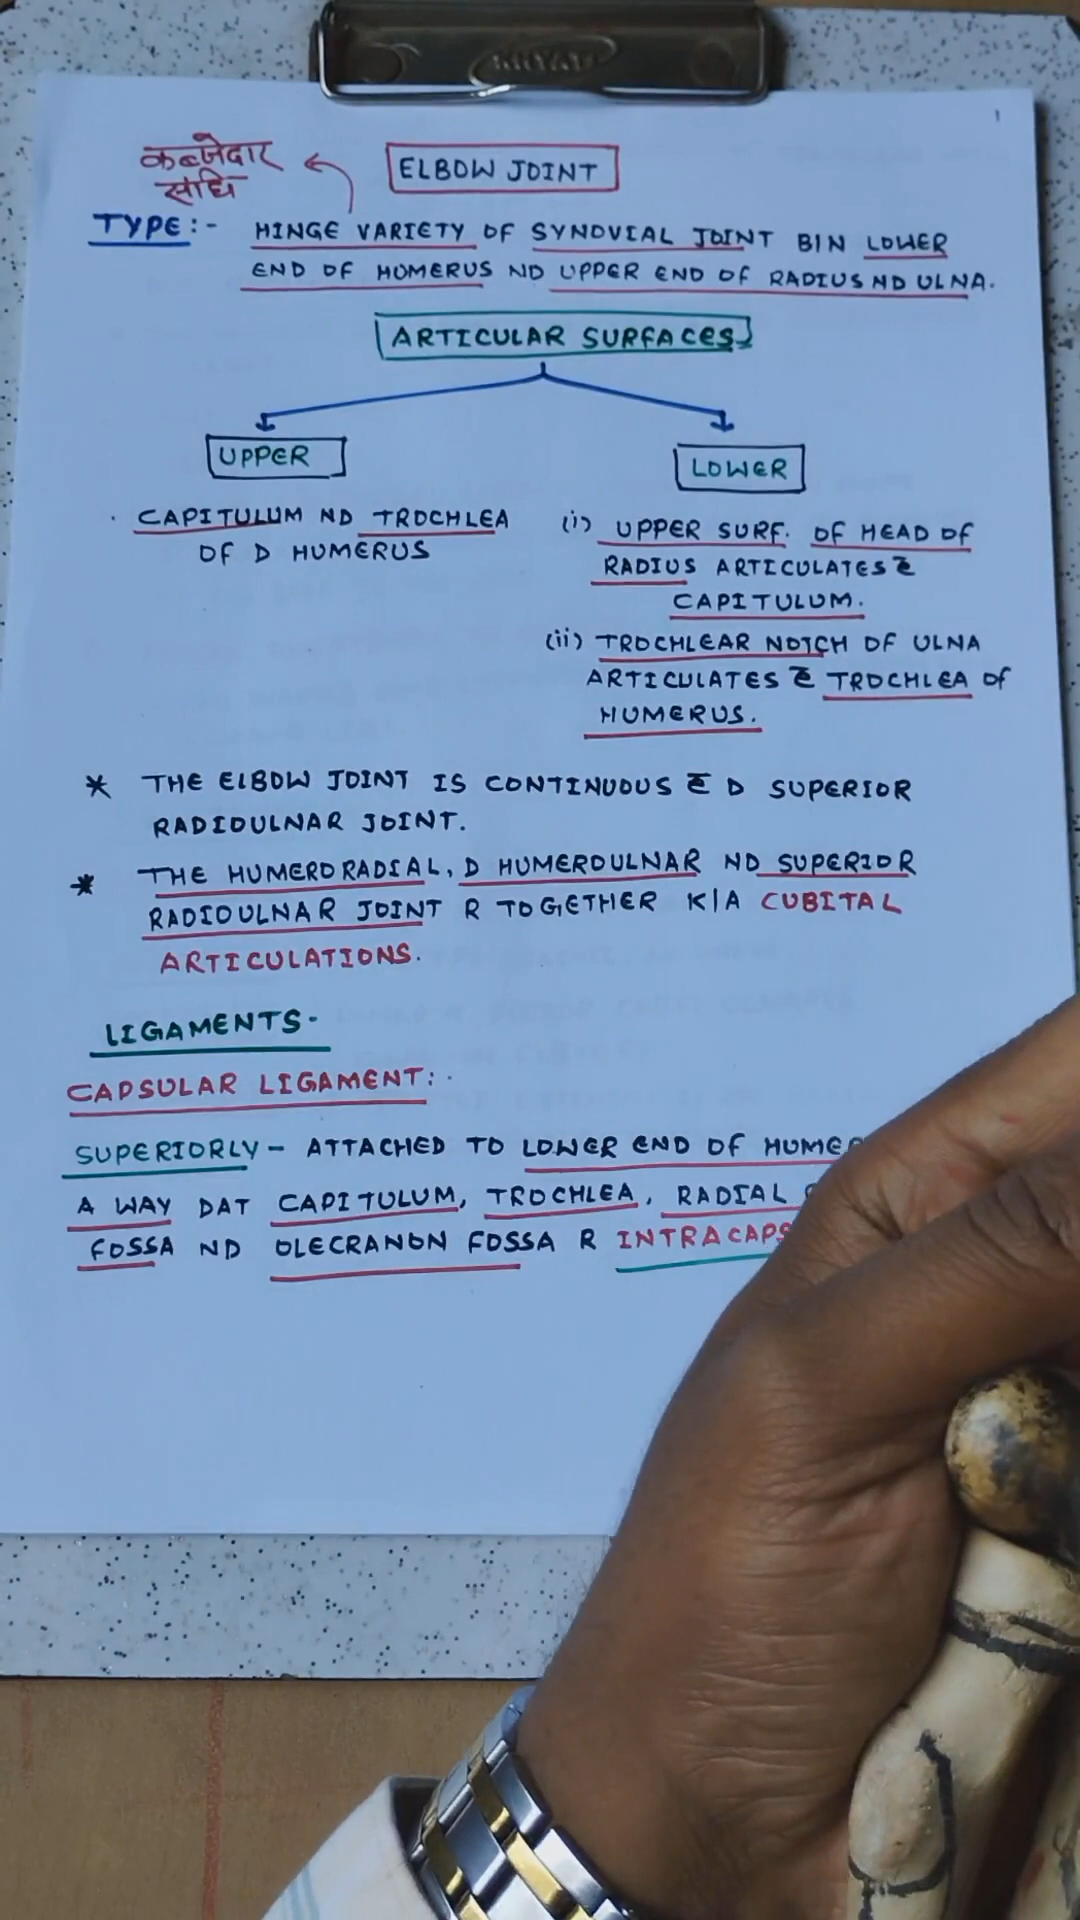 1
कब्जेदार
संधि
ELBOW JOINT
TYPE:- HINGE VARIETY OF SYNOVIAL JOINT BIN LOWER
END OF HUMERUS ND UPPER END OF RADIUS ND ULNA.
ARTICULAR SURFACES
UPPER
LOWER
CAPITULUM ND TROCHLEA
OF D HUMERUS
(i) UPPER SURF. OF HEAD OF
RADIUS ARTICULATES c̄
CAPITULUM.
(ii) TROCHLEAR NOTCH OF ULNA
ARTICULATES c̄ TROCHLEA OF
HUMERUS.
* THE ELBOW JOINT IS CONTINUOUS c̄ D SUPERIOR
RADIOULNAR JOINT.
* THE HUMERORADIAL, D HUMEROULNAR ND SUPERIOR
RADIOULNAR JOINT R TOGETHER K/A CUBITAL
ARTICULATIONS.
LIGAMENTS.
CAPSULAR LIGAMENT:.
SUPERIORLY - ATTACHED TO LOWER END OF HUME
A WAY DAT CAPITULUM, TROCHLEA, RADIAL
FOSSA ND OLECRANON FOSSA R INTRACAPS